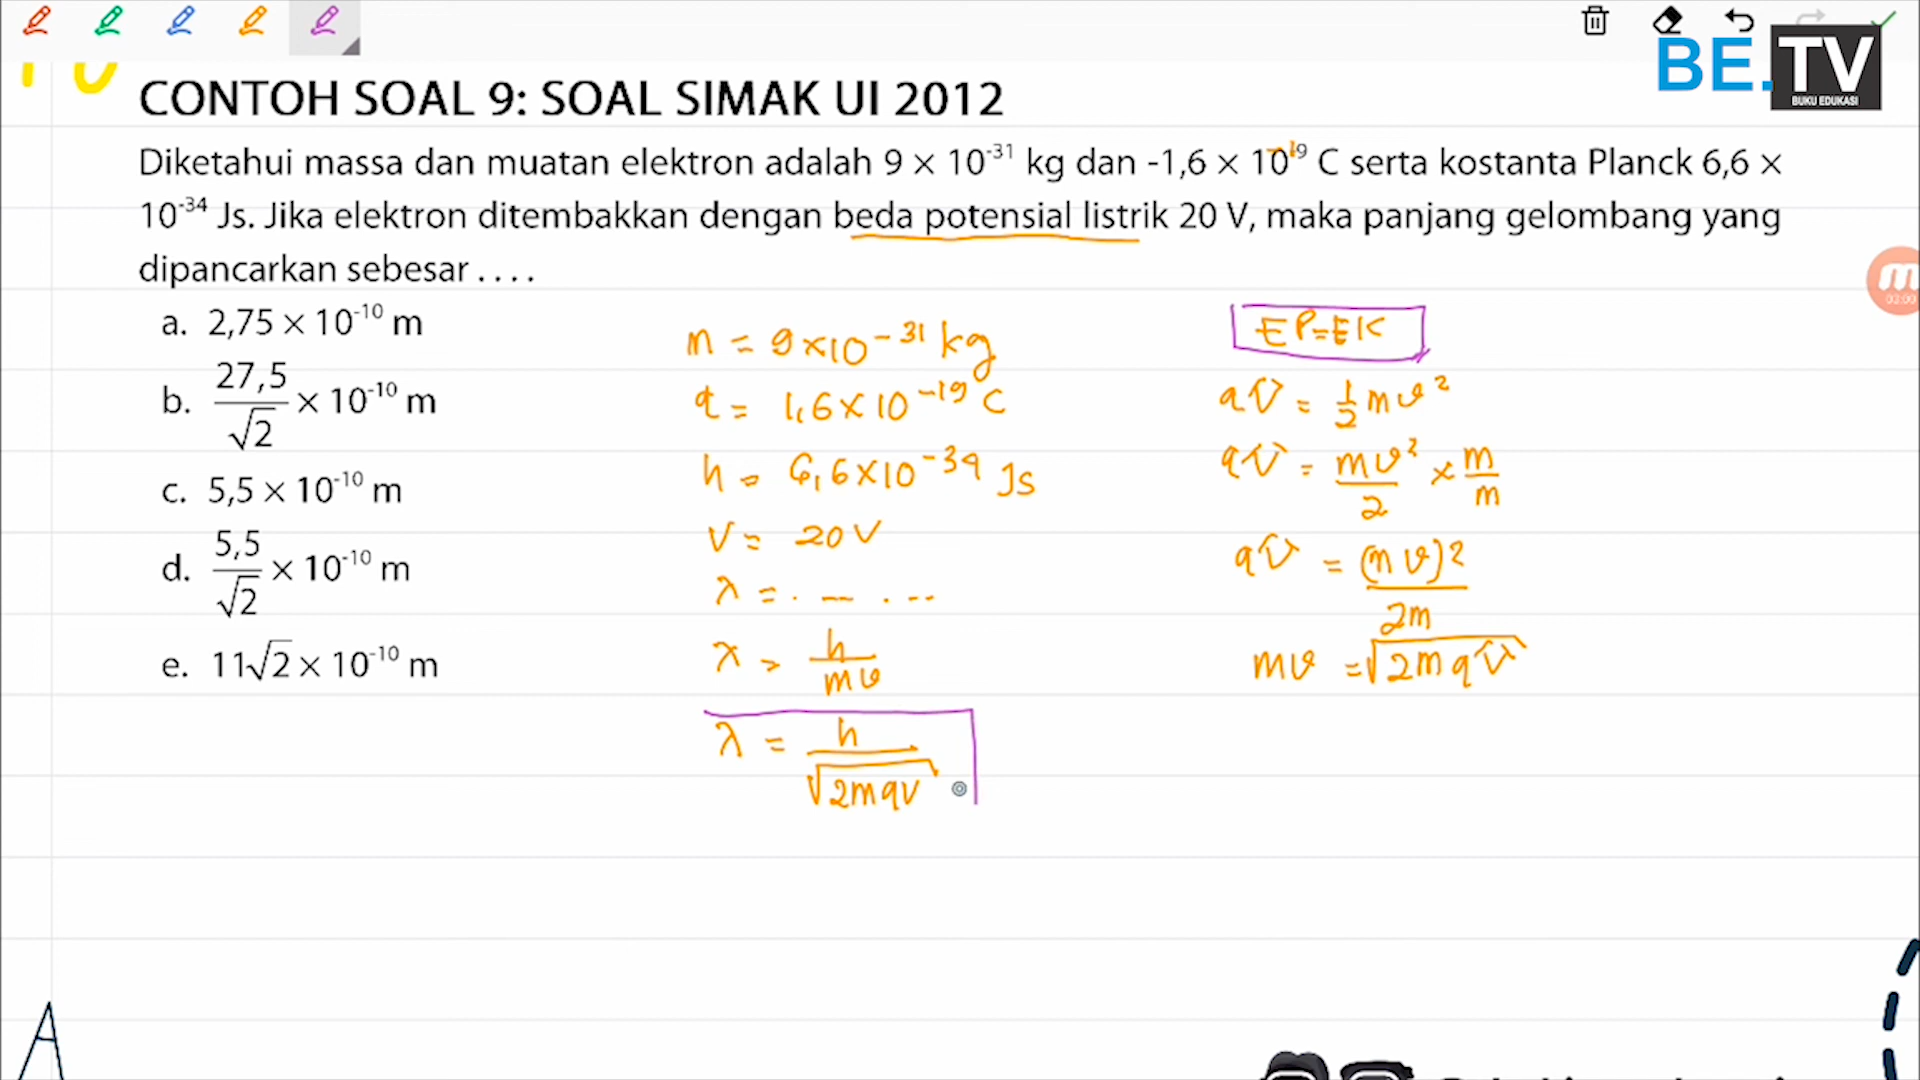 BE.TV
BUKU EDUKASI
CONTOH SOAL 9: SOAL SIMAK UI 2012
Diketahui massa dan muatan elektron adalah 9 × 10⁻³¹ kg dan -1,6 × 10⁻¹⁹ C serta kostanta Planck 6,6 ×
10⁻³⁴ Js. Jika elektron ditembakkan dengan beda potensial listrik 20 V, maka panjang gelombang yang
dipancarkan sebesar . . . .
a. 2,75 × 10⁻¹⁰ m
b. 27,5/√2 × 10⁻¹⁰ m
c. 5,5 × 10⁻¹⁰ m
d. 5,5/√2 × 10⁻¹⁰ m
e. 11√2 × 10⁻¹⁰ m
m = 9×10⁻³¹ kg
q = 1,6×10⁻¹⁹ C
h = 6,6×10⁻³⁴ Js
V = 20 V
λ = . — . ...
λ = h/mv
λ = h/√2mqv
EP=EK
qV = 1/2 mv²
qV = mv²/2 × m/m
qV = (mv)²/2m
mv = √2mqV
02:00
A